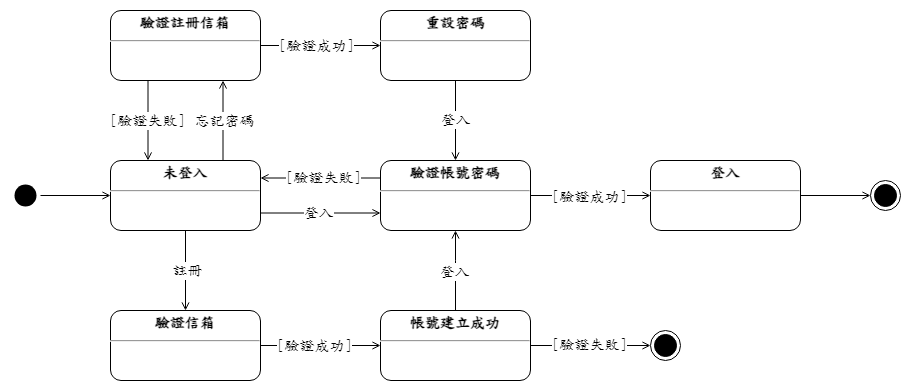 驗證註冊信箱
重設密碼
[驗證成功]
[驗證失敗]
忘記密碼
登入
未登入
驗證帳號密碼
登入
[驗證失敗]
[驗證成功]
登入
註冊
登入
驗證信箱
帳號建立成功
[驗證成功]
[驗證失敗]